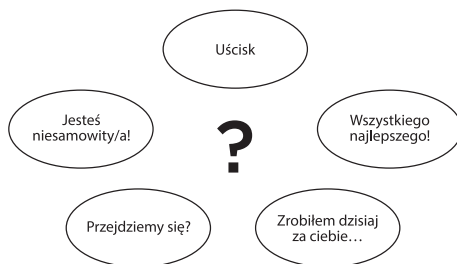 Uścisk
Jesteś
niesamowity/a!
Wszystkiego
najlepszego!
?
Przejdziemy się?
Zrobiłem dzisiaj
za ciebie…